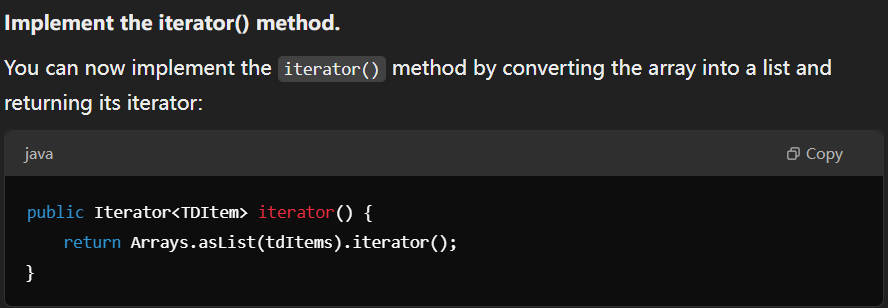 Implement the iterator() method.
You can now implement the iterator() method by converting the array into a list and
returning its iterator:
java
Copy
public Iterator<TDItem> iterator() {
    return Arrays.asList(tdItems).iterator();
}